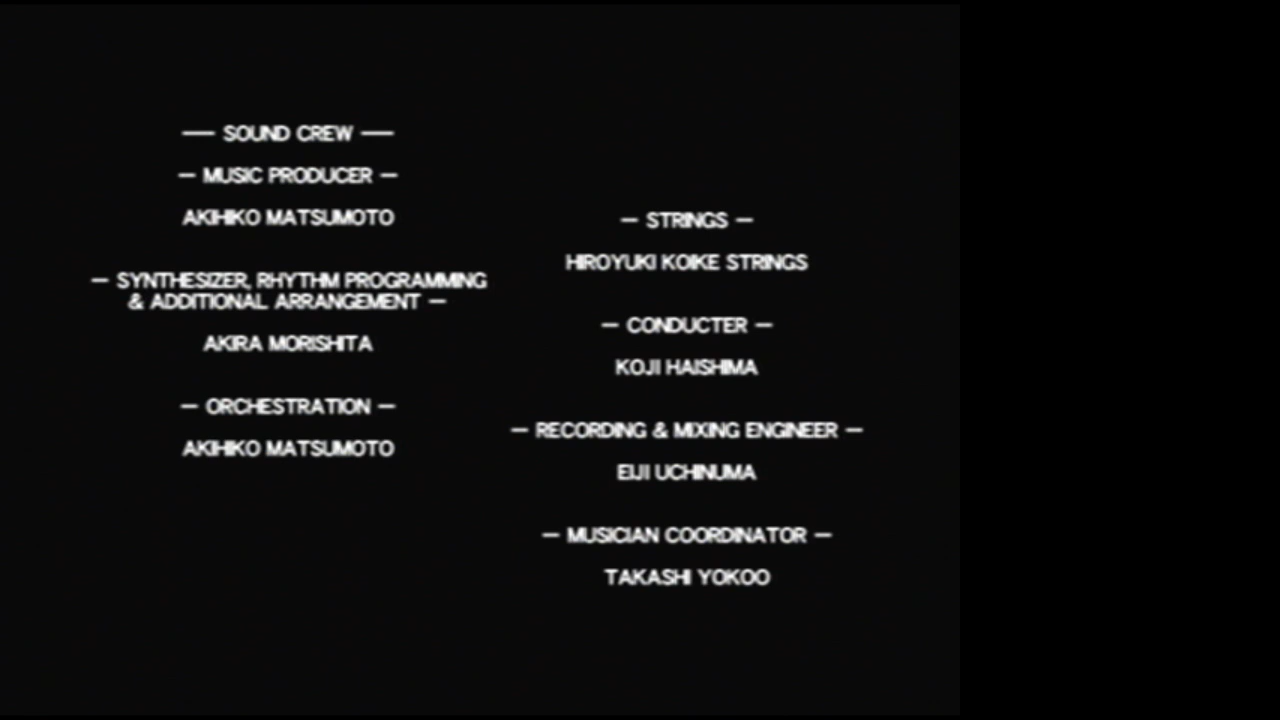 — SOUND CREW —
— MUSIC PRODUCER —
AKIHIKO MATSUMOTO
— SYNTHESIZER, RHYTHM PROGRAMMING
& ADDITIONAL ARRANGEMENT —
AKIRA MORISHITA
— ORCHESTRATION —
AKIHIKO MATSUMOTO
— STRINGS —
HIROYUKI KOIKE STRINGS
— CONDUCTER —
KOJI HAISHIMA
— RECORDING & MIXING ENGINEER —
EIJI UCHINUMA
— MUSICIAN COORDINATOR —
TAKASHI YOKOO